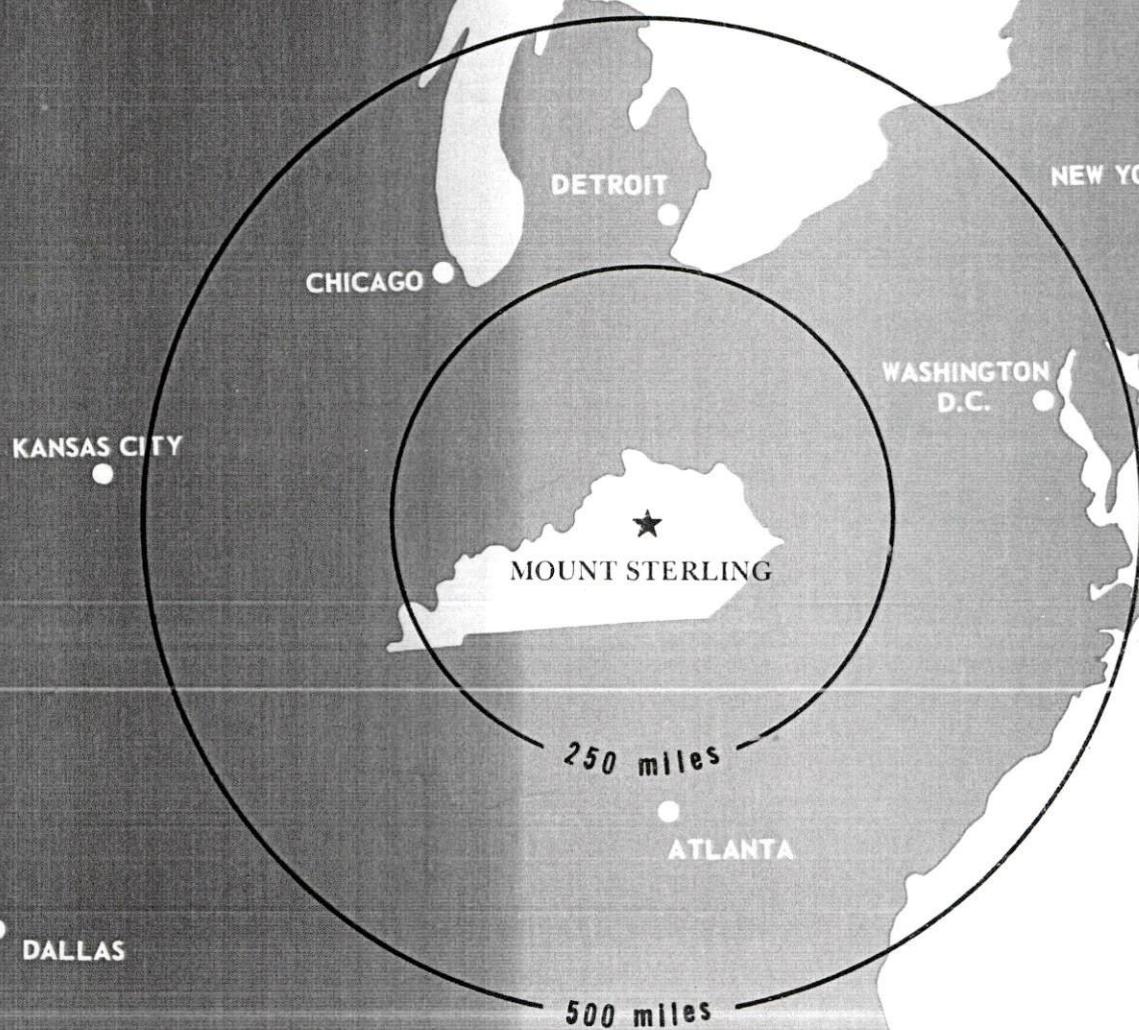 DETROIT
NEW YO
CHICAGO
WASHINGTON
D.C.
KANSAS CITY
MOUNT STERLING
250 miles
ATLANTA
DALLAS
500 miles